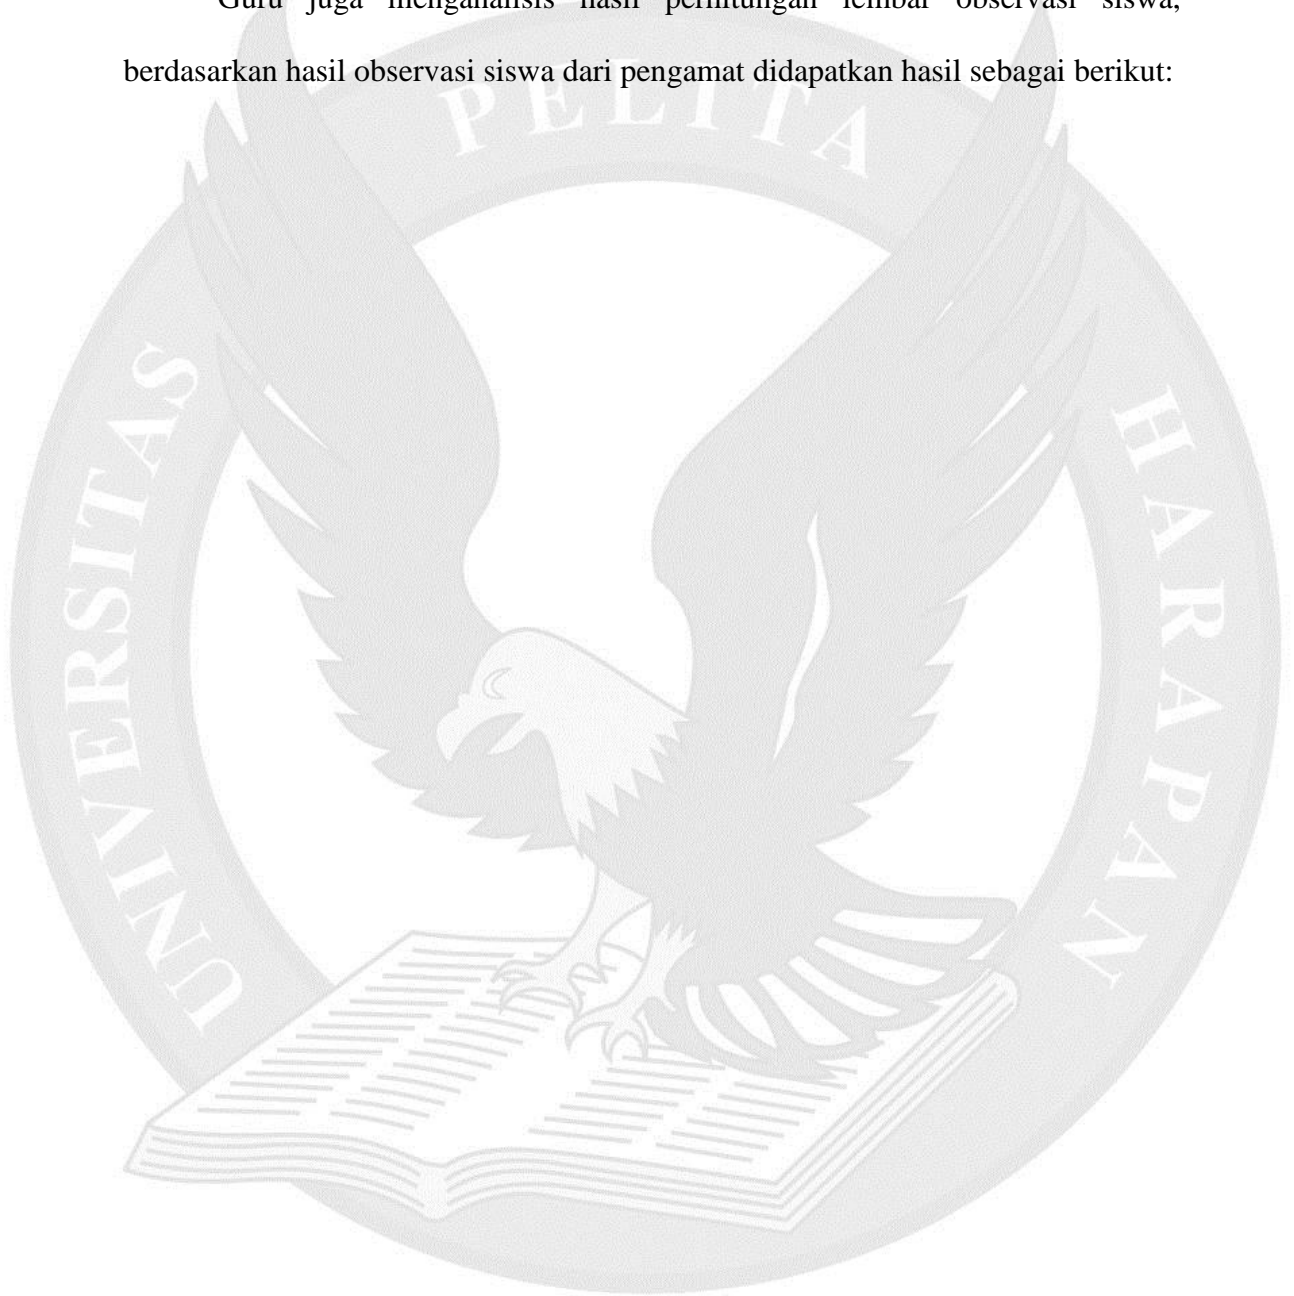 Guru juga menganalisis hasil perhitungan lembar observasi siswa,
berdasarkan hasil observasi siswa dari pengamat didapatkan hasil sebagai berikut:
PELITA
UNIVERSITAS
HARAPAN